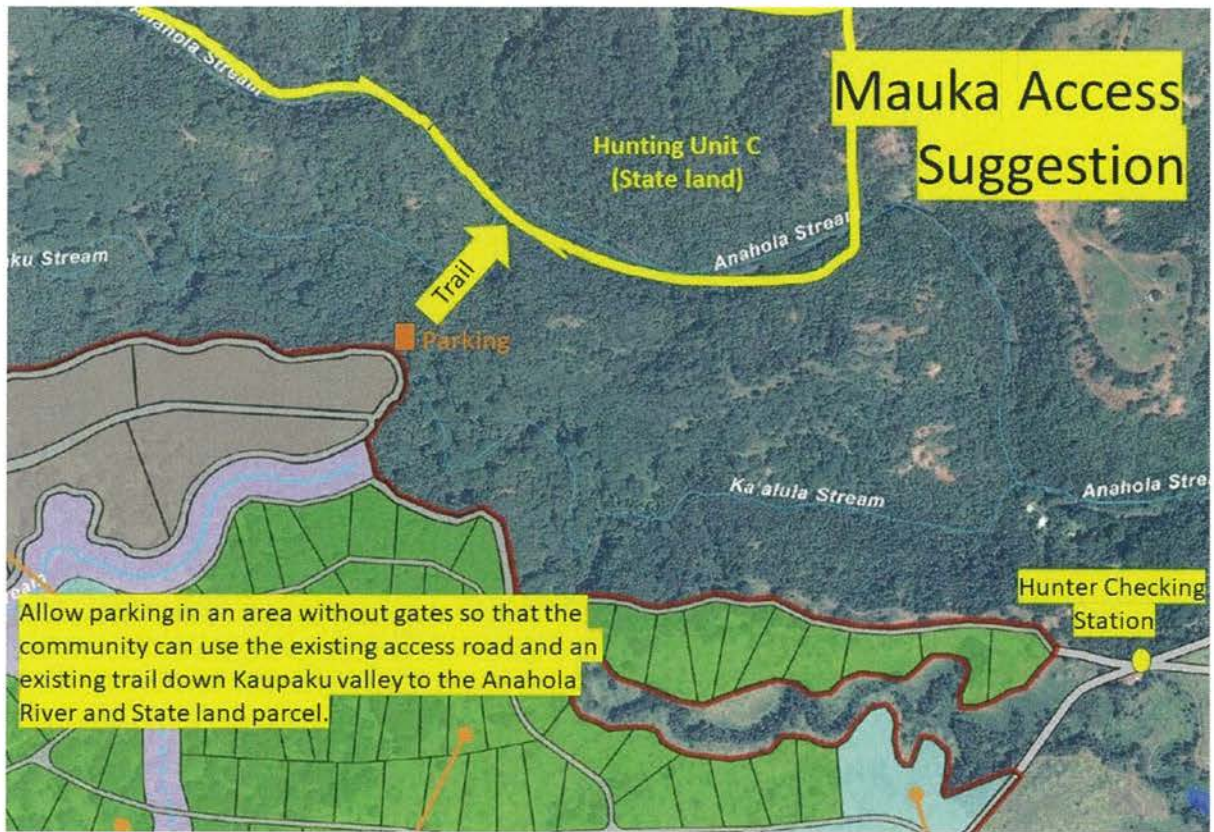 Anahola Stream
Mauka Access
Suggestion
Hunting Unit C
(State land)
Anahola Stream
Stream
Trail
Parking
Ka'alula Stream
Anahola
Hunter Checking
Station
Allow parking in an area without gates so that the
community can use the existing access road and an
existing trail down Kaupaku valley to the Anahola
River and State land parcel.